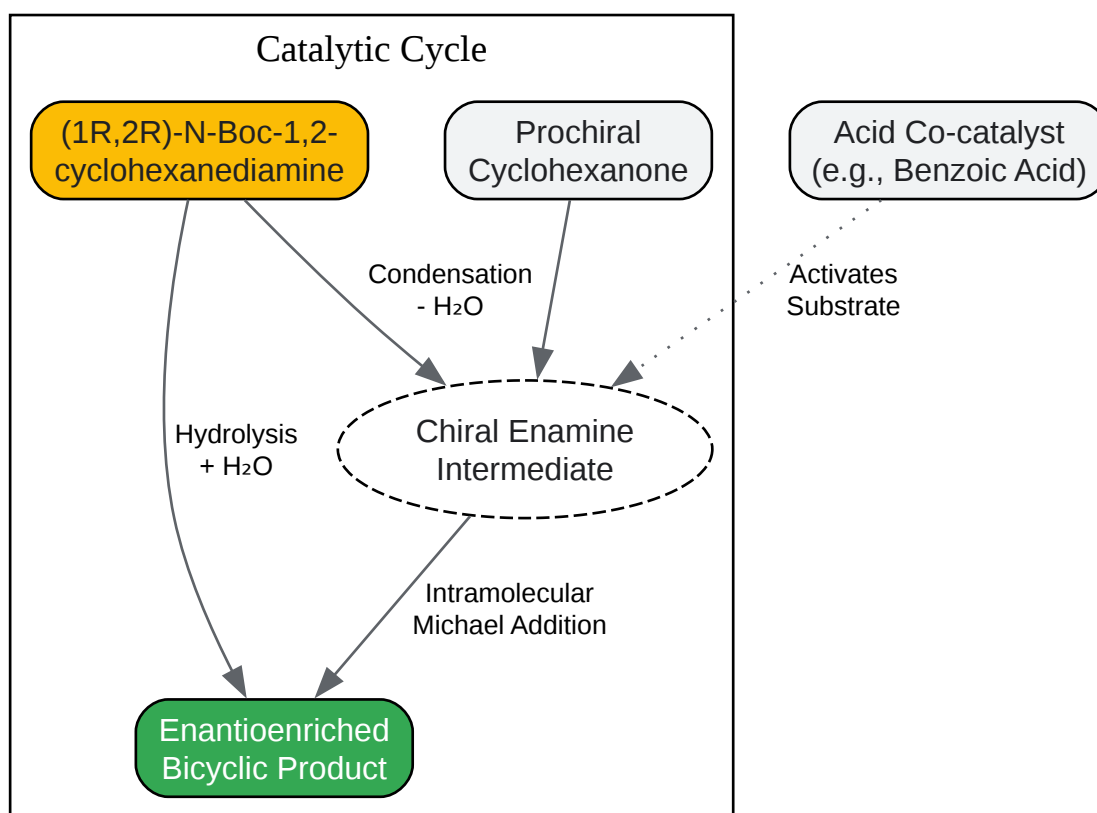 Catalytic Cycle
(1R,2R)-N-Boc-1,2-
cyclohexanediamine
Prochiral
Cyclohexanone
Acid Co-catalyst
(e.g., Benzoic Acid)
Condensation
- H₂O
Activates
Substrate
Hydrolysis
+ H₂O
Chiral Enamine
Intermediate
Intramolecular
Michael Addition
Enantioenriched
Bicyclic Product